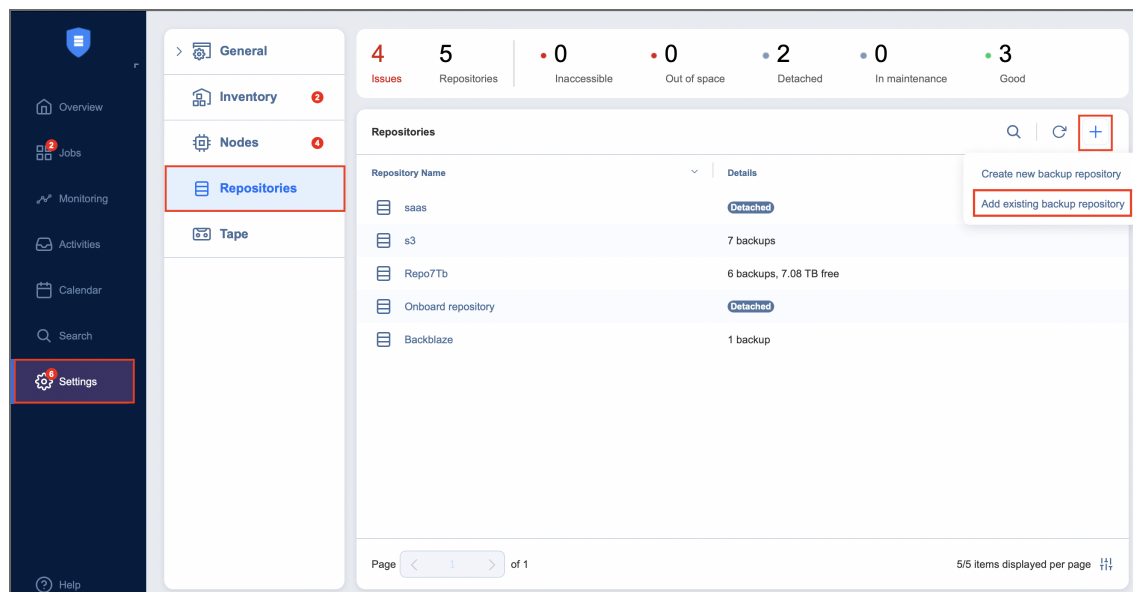 Overview
2
Jobs
Monitoring
Activities
Calendar
Search
6
Settings
Help
General
Inventory 2
Nodes 4
Repositories
Tape
4 5 0 0 2 0 3
Issues Repositories Inaccessible Out of space Detached In maintenance Good
Repositories
Create new backup repository
Add existing backup repository
Repository Name Details
saas Detached
s3 7 backups
Repo7Tb 6 backups, 7.08 TB free
Onboard repository Detached
Backblaze 1 backup
Page 1 of 1
5/5 items displayed per page